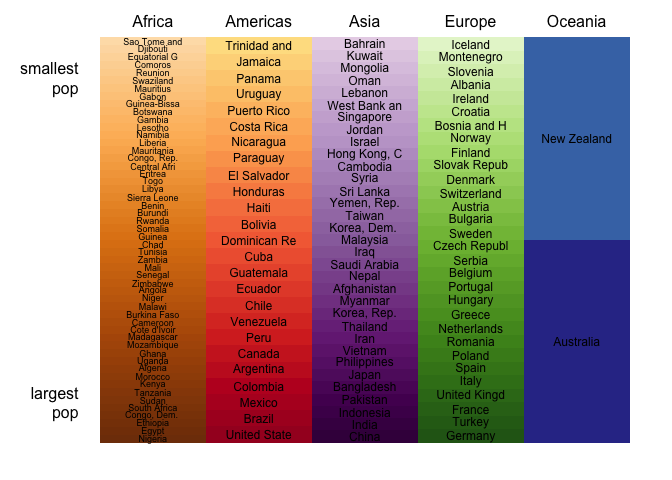 Africa
Americas
Asia
Europe
Oceania
smallest
pop
largest
pop
Sao Tome and
Djibouti
Equatorial G
Comoros
Reunion
Swaziland
Mauritius
Gabon
Guinea-Bissa
Botswana
Gambia
Lesotho
Namibia
Liberia
Mauritania
Congo, Rep.
Central Afri
Eritrea
Togo
Libya
Sierra Leone
Benin
Burundi
Rwanda
Somalia
Guinea
Chad
Tunisia
Zambia
Mali
Senegal
Zimbabwe
Angola
Niger
Malawi
Burkina Faso
Cameroon
Cote d'Ivoir
Madagascar
Mozambique
Ghana
Uganda
Algeria
Morocco
Kenya
Tanzania
Sudan
South Africa
Congo, Dem.
Ethiopia
Egypt
Nigeria
Trinidad and
Jamaica
Panama
Uruguay
Puerto Rico
Costa Rica
Nicaragua
Paraguay
El Salvador
Honduras
Haiti
Bolivia
Dominican Re
Cuba
Guatemala
Ecuador
Chile
Venezuela
Peru
Canada
Argentina
Colombia
Mexico
Brazil
United State
Bahrain
Kuwait
Mongolia
Oman
Lebanon
West Bank an
Singapore
Jordan
Israel
Hong Kong, C
Cambodia
Syria
Sri Lanka
Yemen, Rep.
Taiwan
Korea, Dem.
Malaysia
Iraq
Saudi Arabia
Nepal
Afghanistan
Myanmar
Korea, Rep.
Thailand
Iran
Vietnam
Philippines
Japan
Bangladesh
Pakistan
Indonesia
India
China
Iceland
Montenegro
Slovenia
Albania
Ireland
Croatia
Bosnia and H
Norway
Finland
Slovak Repub
Denmark
Switzerland
Austria
Bulgaria
Sweden
Czech Republ
Serbia
Belgium
Portugal
Hungary
Greece
Netherlands
Romania
Poland
Spain
Italy
United Kingd
France
Turkey
Germany
New Zealand
Australia